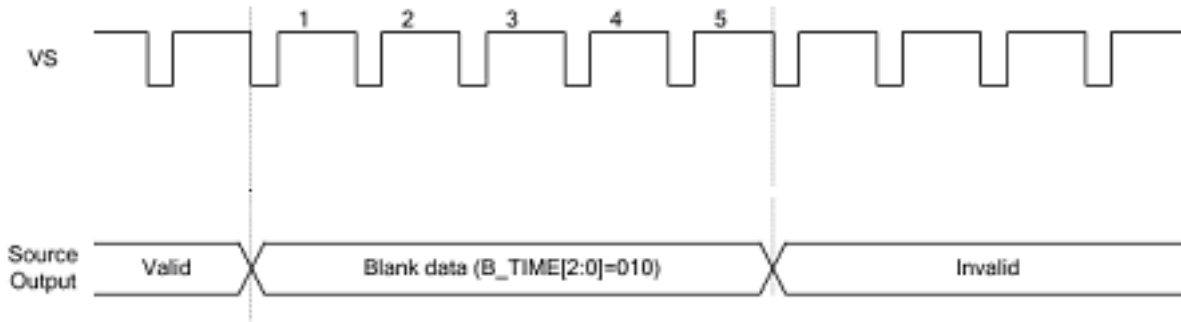 1 2 3 4 5
VS
Source
Output
Valid
Blank data (B_TIME[2:0]=010)
Invalid